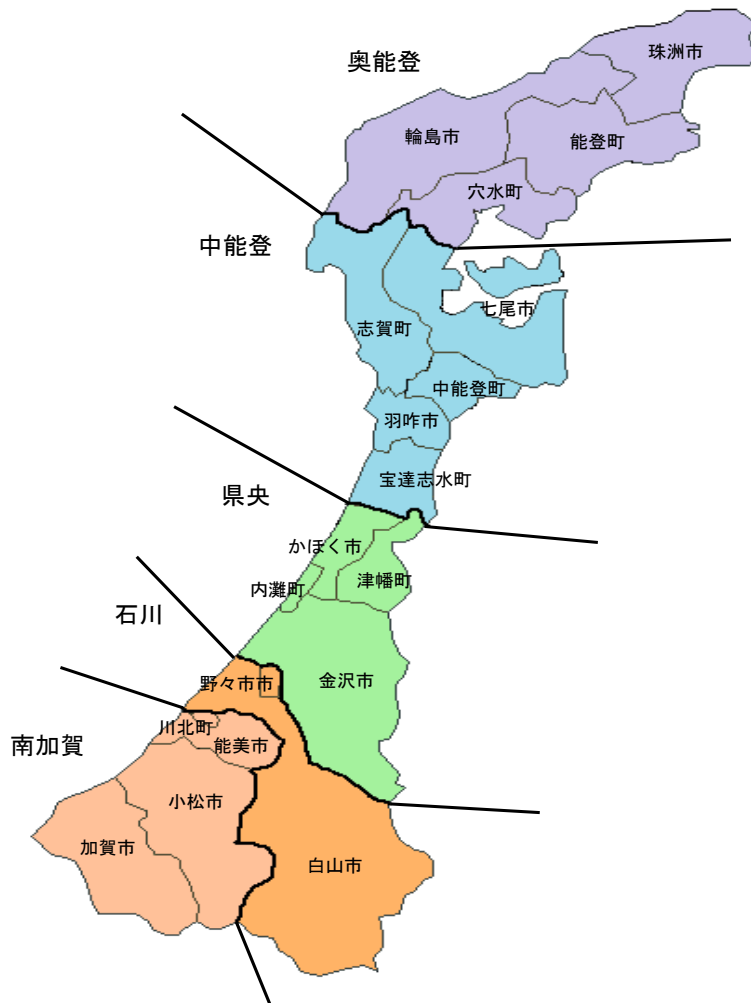 奥能登
珠洲市
輪島市
能登町
穴水町
中能登
七尾市
志賀町
中能登町
羽咋市
宝達志水町
県央
かほく市
内灘町
津幡町
石川
野々市市
金沢市
南加賀
川北町
能美市
小松市
加賀市
白山市